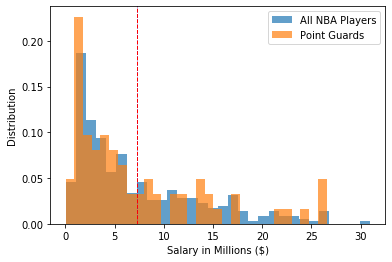 All NBA Players
Point Guards
Distribution
0.20
0.15
0.10
0.05
0.00
0 5 10 15 20 25 30
Salary in Millions ($)